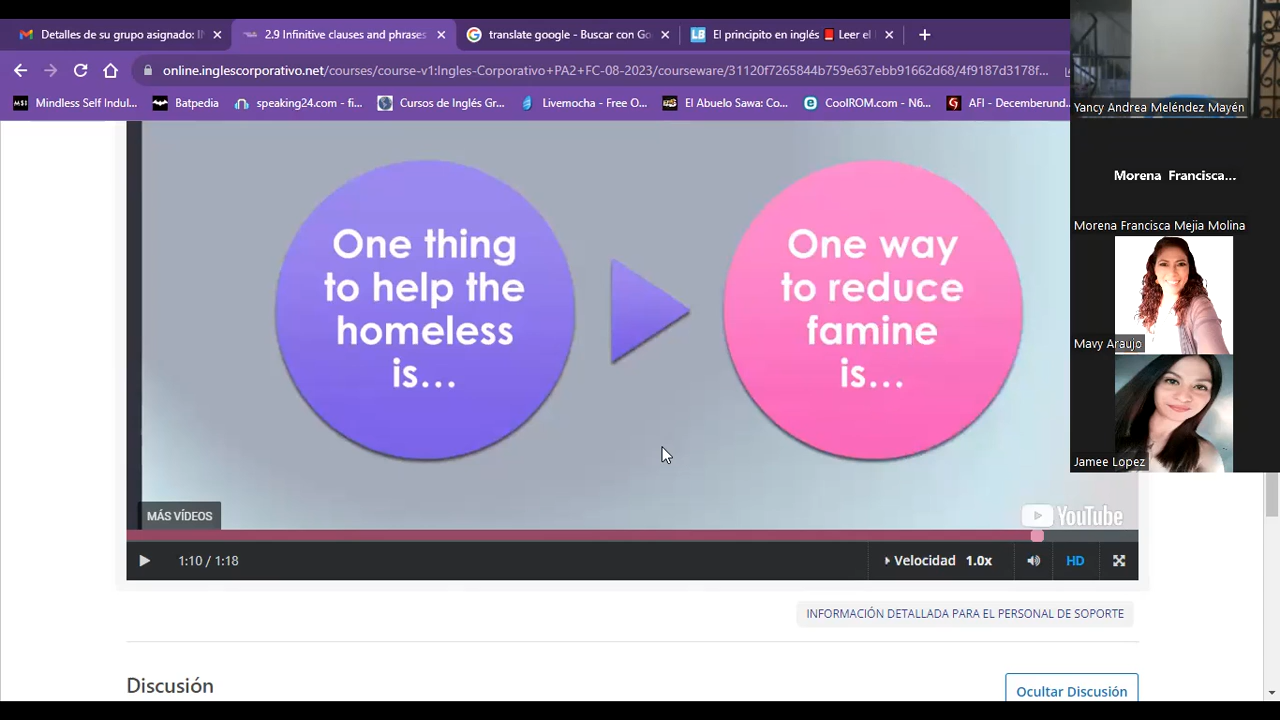 Detalles de su grupo asignado: I
2.9 Infinitive clauses and phrases
translate google - Buscar con Go
El principito en inglés 📕 Leer el
online.inglescorporativo.net/courses/course-v1:Ingles-Corporativo+PA2+FC-08-2023/courseware/31120f7265844b759e637ebb91662d68/4f9187d3178f...
Mindless Self Indul...
Batpedia
speaking24.com - fi...
Cursos de Inglés Gr...
Livemocha - Free O...
El Abuelo Sawa: Co...
CoolROM.com - N6...
AFI - Decemberund...
Yancy Andrea Meléndez Mayén
Morena Francisca...
Morena Francisca Mejia Molina
Mavy Araujo
Jamee Lopez
One thing
to help the
homeless
is...
One way
to reduce
famine
is...
MÁS VÍDEOS
YouTube
1:10 / 1:18
Velocidad 1.0x
HD
INFORMACIÓN DETALLADA PARA EL PERSONAL DE SOPORTE
Discusión
Ocultar Discusión